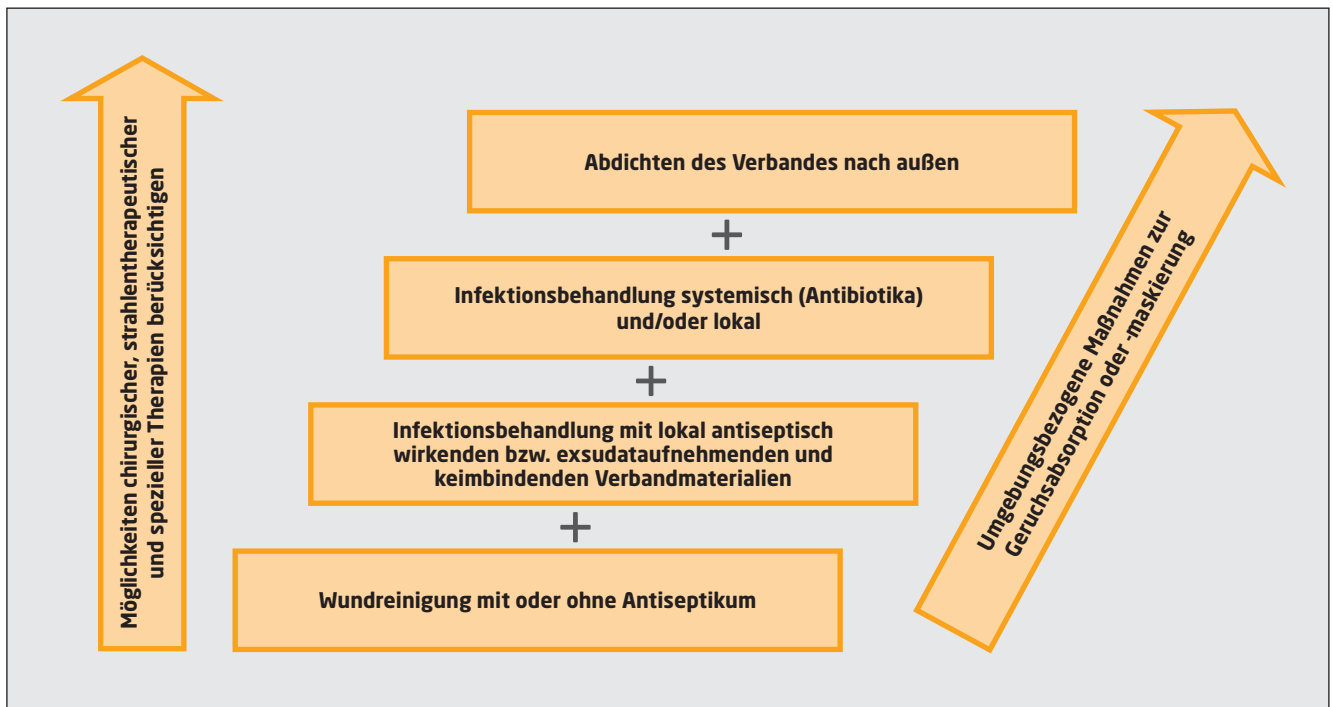 Möglichkeiten chirurgischer, strahlentherapeutischer
und spezieller Therapien berücksichtigen
Abdichten des Verbandes nach außen
+
Infektionsbehandlung systemisch (Antibiotika)
und/oder lokal
+
Infektionsbehandlung mit lokal antiseptisch
wirkenden bzw. exsudataufnehmenden und
keimbindenden Verbandmaterialien
+
Wundreinigung mit oder ohne Antiseptikum
Umgebungsbezogene Maßnahmen zur
Geruchsabsorption oder -maskierung